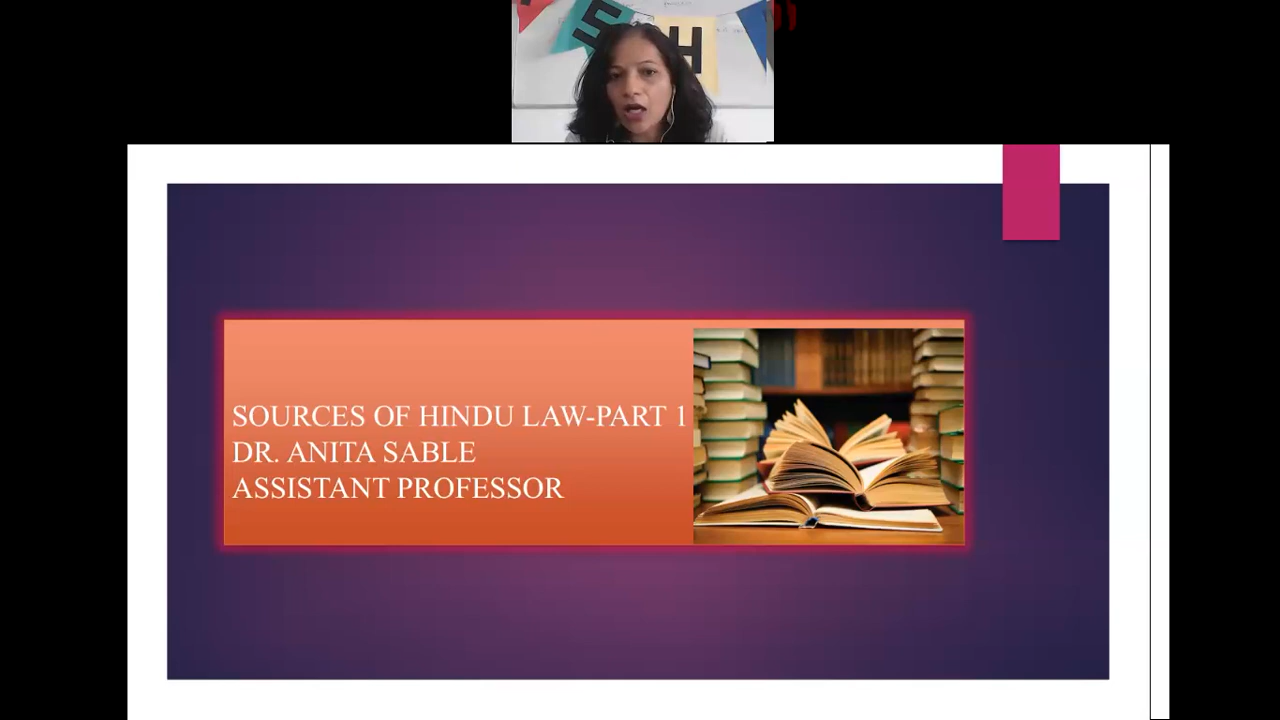 S H
SOURCES OF HINDU LAW-PART 1
DR. ANITA SABLE
ASSISTANT PROFESSOR